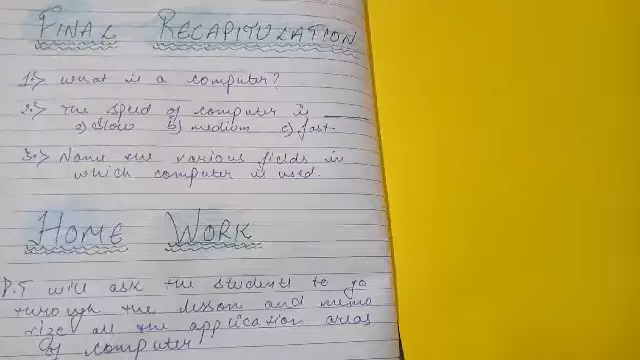 FINAL RECAPITULATION
1.> What is a computer?
2.> The speed of computer is ____
a) Slow b) medium c) fast.
3.> Name the various fields in
which computer is used.
HOME WORK
P.T will ask the students to go
through the lesson and memo
rize all the application areas
of computer